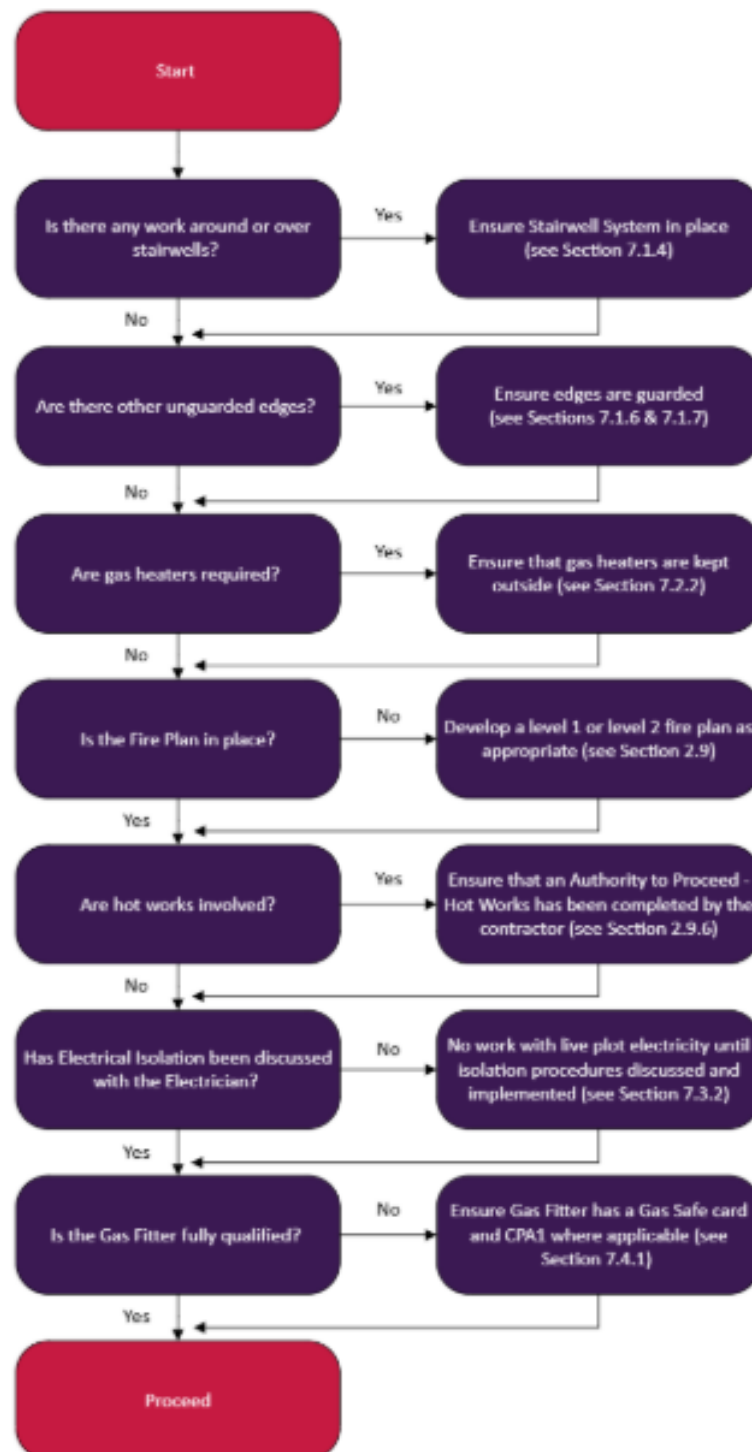 Start
Is there any work around or over
stairwells?
Yes
Ensure Stairwell System in place
(see Section 7.1.4)
No
Are there other unguarded edges?
Yes
Ensure edges are guarded
(see Sections 7.1.6 & 7.1.7)
No
Are gas heaters required?
Yes
Ensure that gas heaters are kept
outside (see Section 7.2.2)
No
Is the Fire Plan in place?
No
Develop a level 1 or level 2 fire plan as
appropriate (see Section 2.9)
Yes
Are hot works involved?
Yes
Ensure that an Authority to Proceed -
Hot Works has been completed by the
contractor (see Section 2.9.6)
No
Has Electrical Isolation been discussed
with the Electrician?
No
No work with live plot electricity until
isolation procedures discussed and
implemented (see Section 7.3.2)
Yes
Is the Gas Fitter fully qualified?
No
Ensure Gas Fitter has a Gas Safe card
and CPA1 where applicable (see
Section 7.4.1)
Yes
Proceed